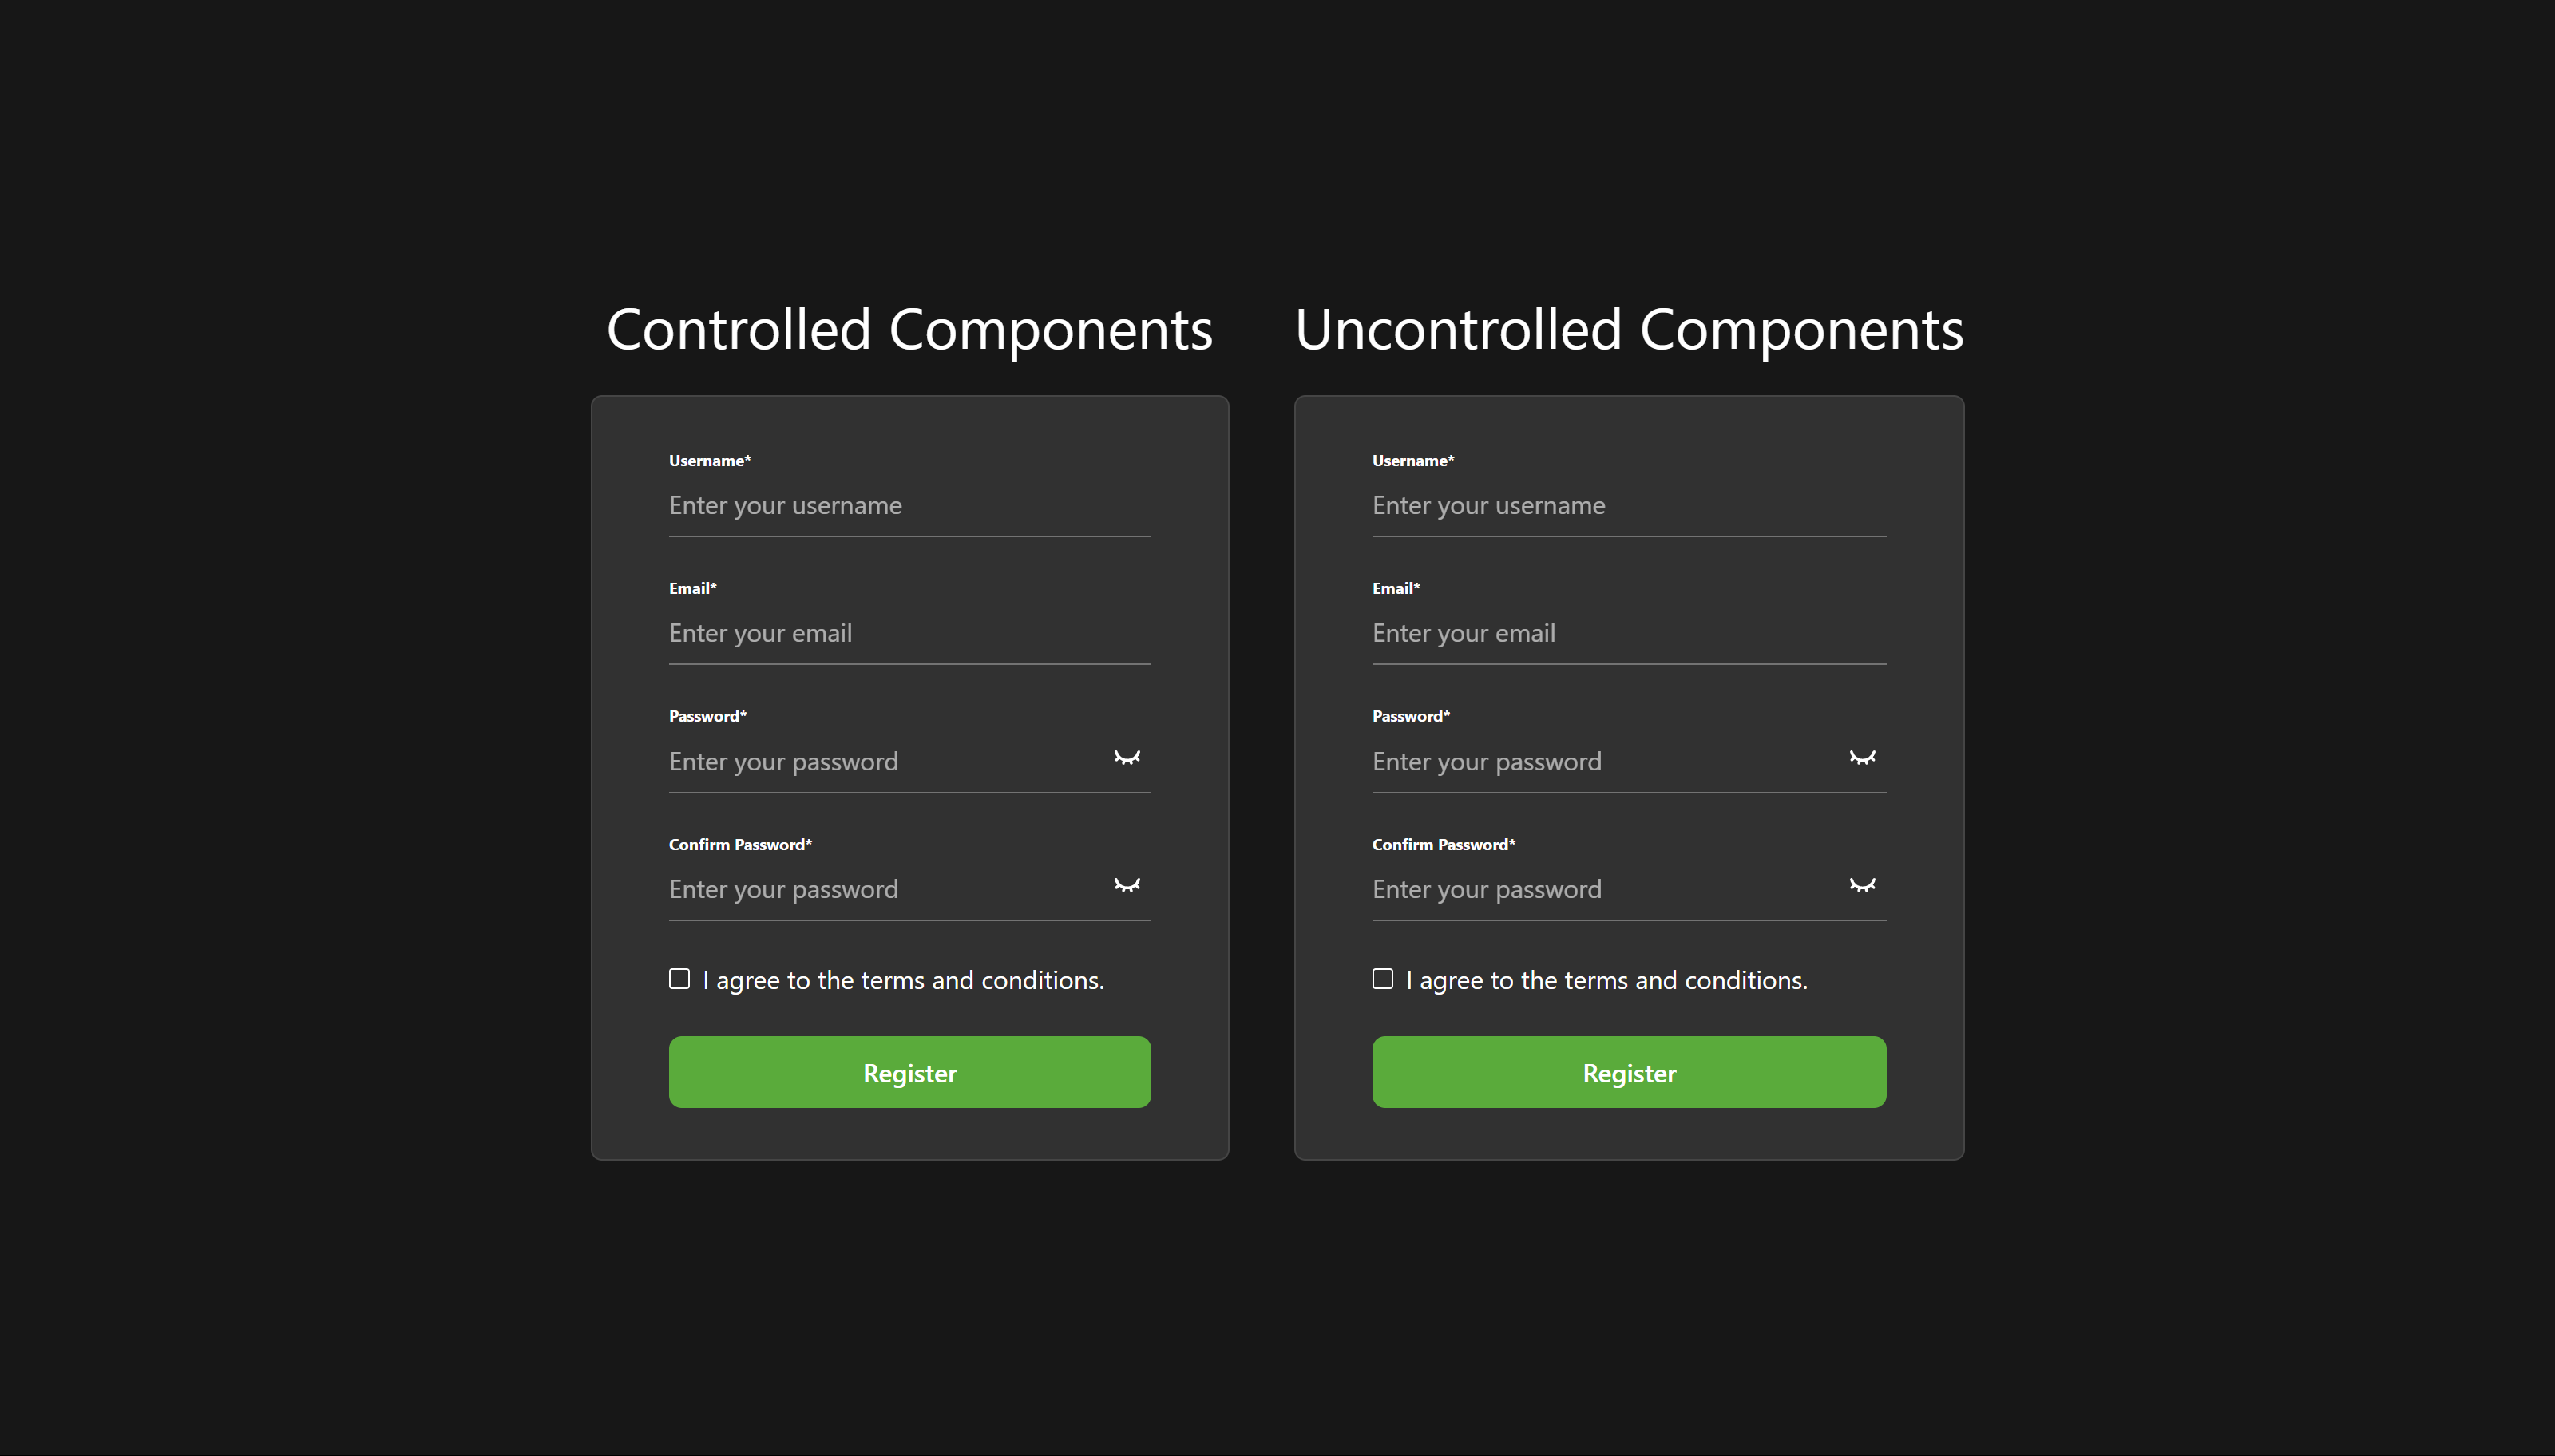 Controlled Components
Username*
Enter your username
Email*
Enter your email
Password*
Enter your password
Confirm Password*
Enter your password
I agree to the terms and conditions.
Register
Uncontrolled Components
Username*
Enter your username
Email*
Enter your email
Password*
Enter your password
Confirm Password*
Enter your password
I agree to the terms and conditions.
Register